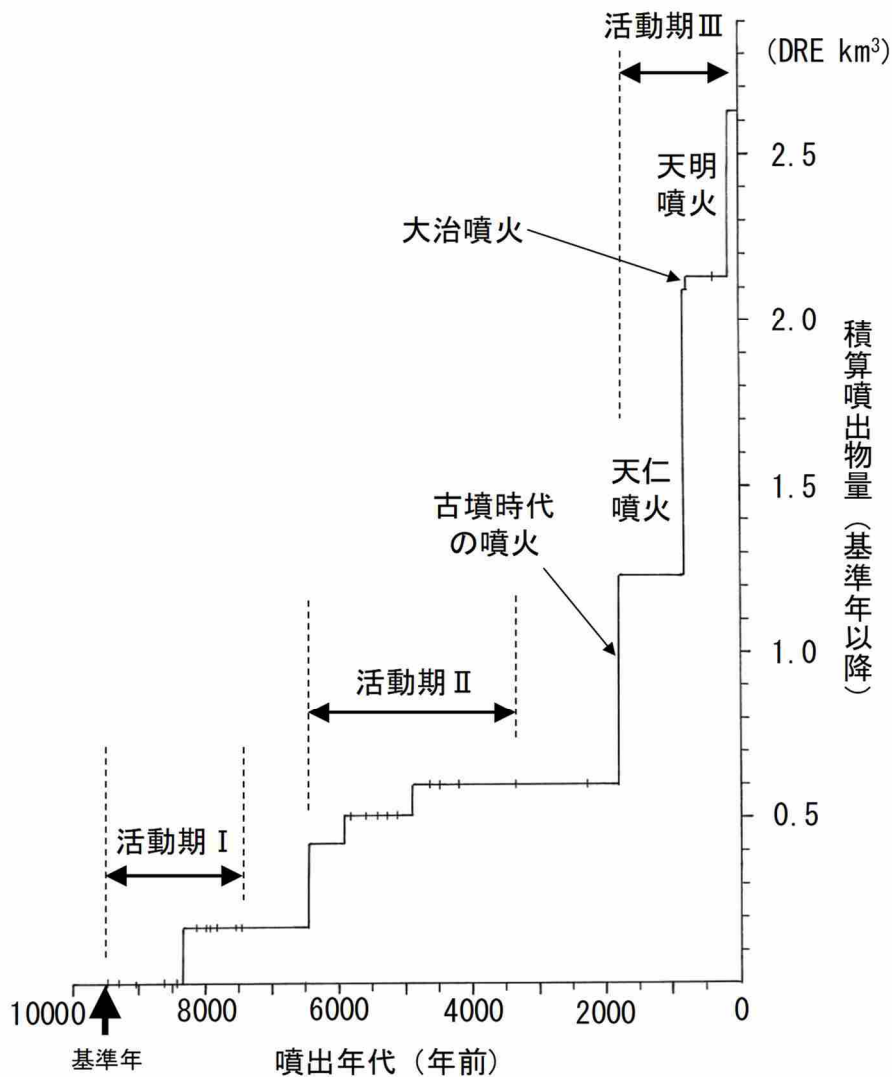 活動期Ⅲ
(DRE km³)
天明
噴火
大治噴火
2.5
2.0
天仁
噴火
1.5
古墳時代
の噴火
1.0
活動期Ⅱ
0.5
活動期Ⅰ
積算噴出物量（基準年以降）
10000
8000
6000
4000
2000
0
基準年
噴出年代（年前）